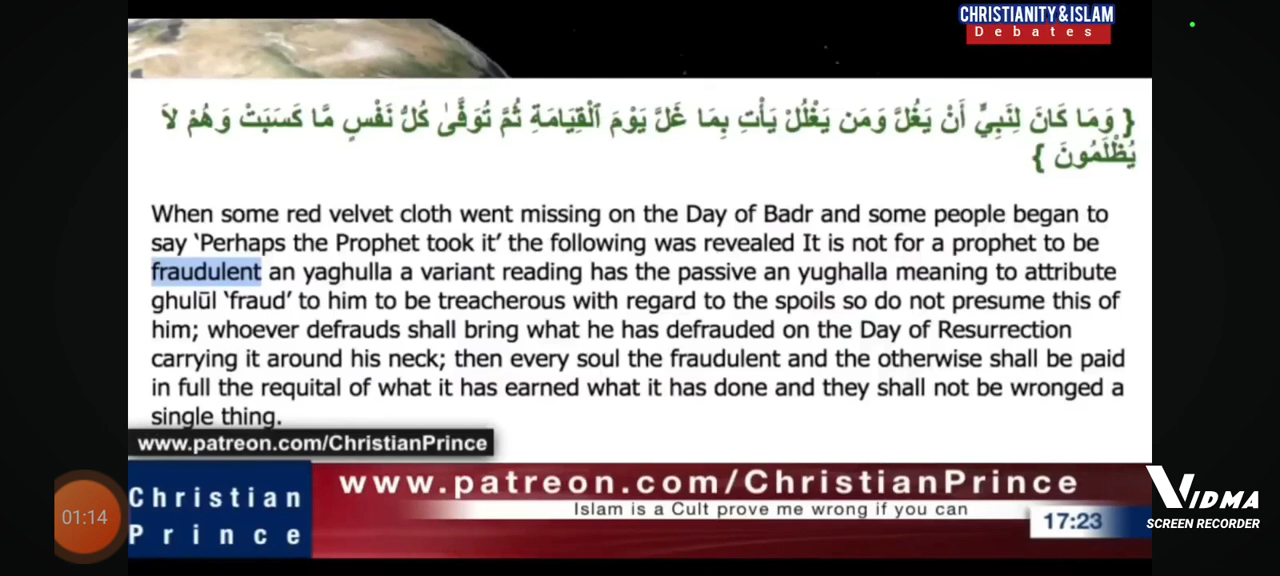 CHRISTIANITY & ISLAM
Debates
{ وَمَا كَانَ لِنَبِيٍّ أَنْ يَغُلَّ وَمَن يَغْلُلْ يَأْتِ بِمَا غَلَّ يَوْمَ ٱلْقِيَامَةِ ثُمَّ تُوَفَّىٰ كُلُّ نَفْسٍ مَّا كَسَبَتْ وَهُمْ لاَ
يُظْلَمُونَ }
When some red velvet cloth went missing on the Day of Badr and some people began to
say ‘Perhaps the Prophet took it’ the following was revealed It is not for a prophet to be
fraudulent an yaghulla a variant reading has the passive an yughalla meaning to attribute
ghulūl ‘fraud’ to him to be treacherous with regard to the spoils so do not presume this of
him; whoever defrauds shall bring what he has defrauded on the Day of Resurrection
carrying it around his neck; then every soul the fraudulent and the otherwise shall be paid
in full the requital of what it has earned what it has done and they shall not be wronged a
single thing.
www.patreon.com/ChristianPrince
www.patreon.com/ChristianPrince
Islam is a Cult prove me wrong if you can
Christian
Prince
17:23
01:14
VIDMA
SCREEN RECORDER